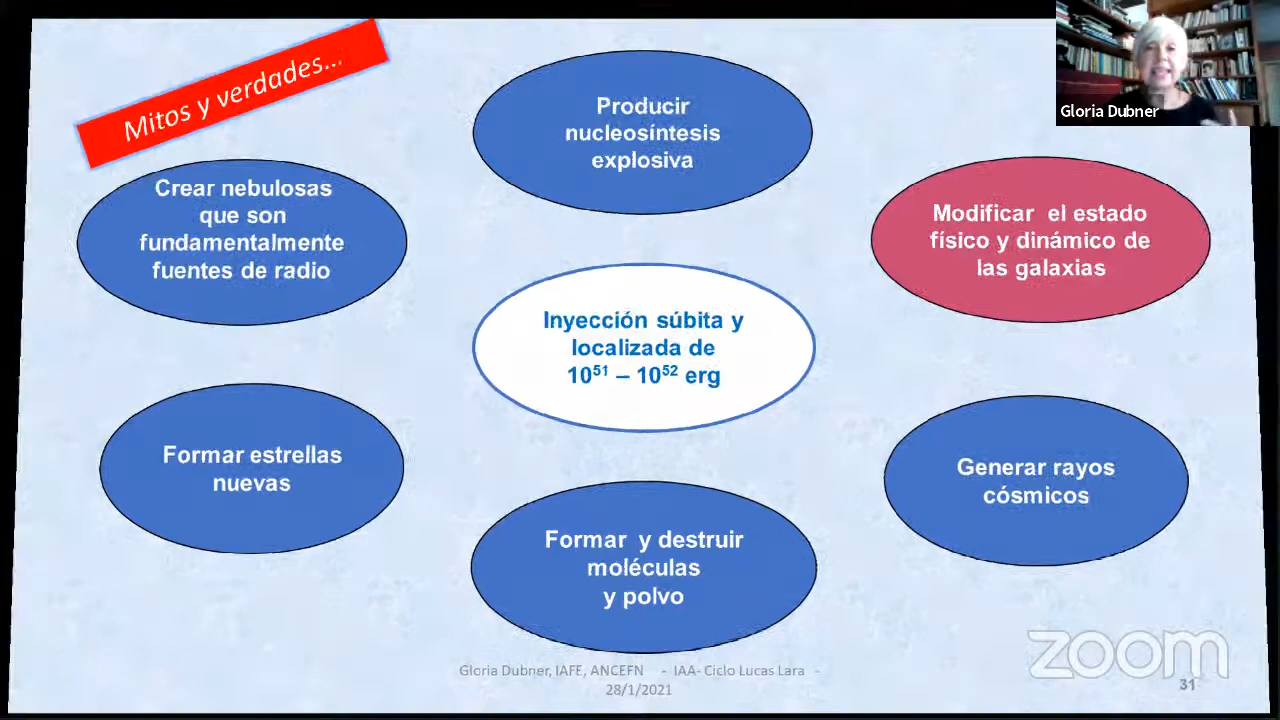 Mitos y verdades...
Gloria Dubner
Producir
nucleosíntesis
explosiva
Crear nebulosas
que son
fundamentalmente
fuentes de radio
Modificar el estado
físico y dinámico de
las galaxias
Inyección súbita y
localizada de
10⁵¹ – 10⁵² erg
Formar estrellas
nuevas
Generar rayos
cósmicos
Formar y destruir
moléculas
y polvo
Gloria Dubner, IAFE, ANCEFN - IAA- Ciclo Lucas Lara -
28/1/2021
zoom
31